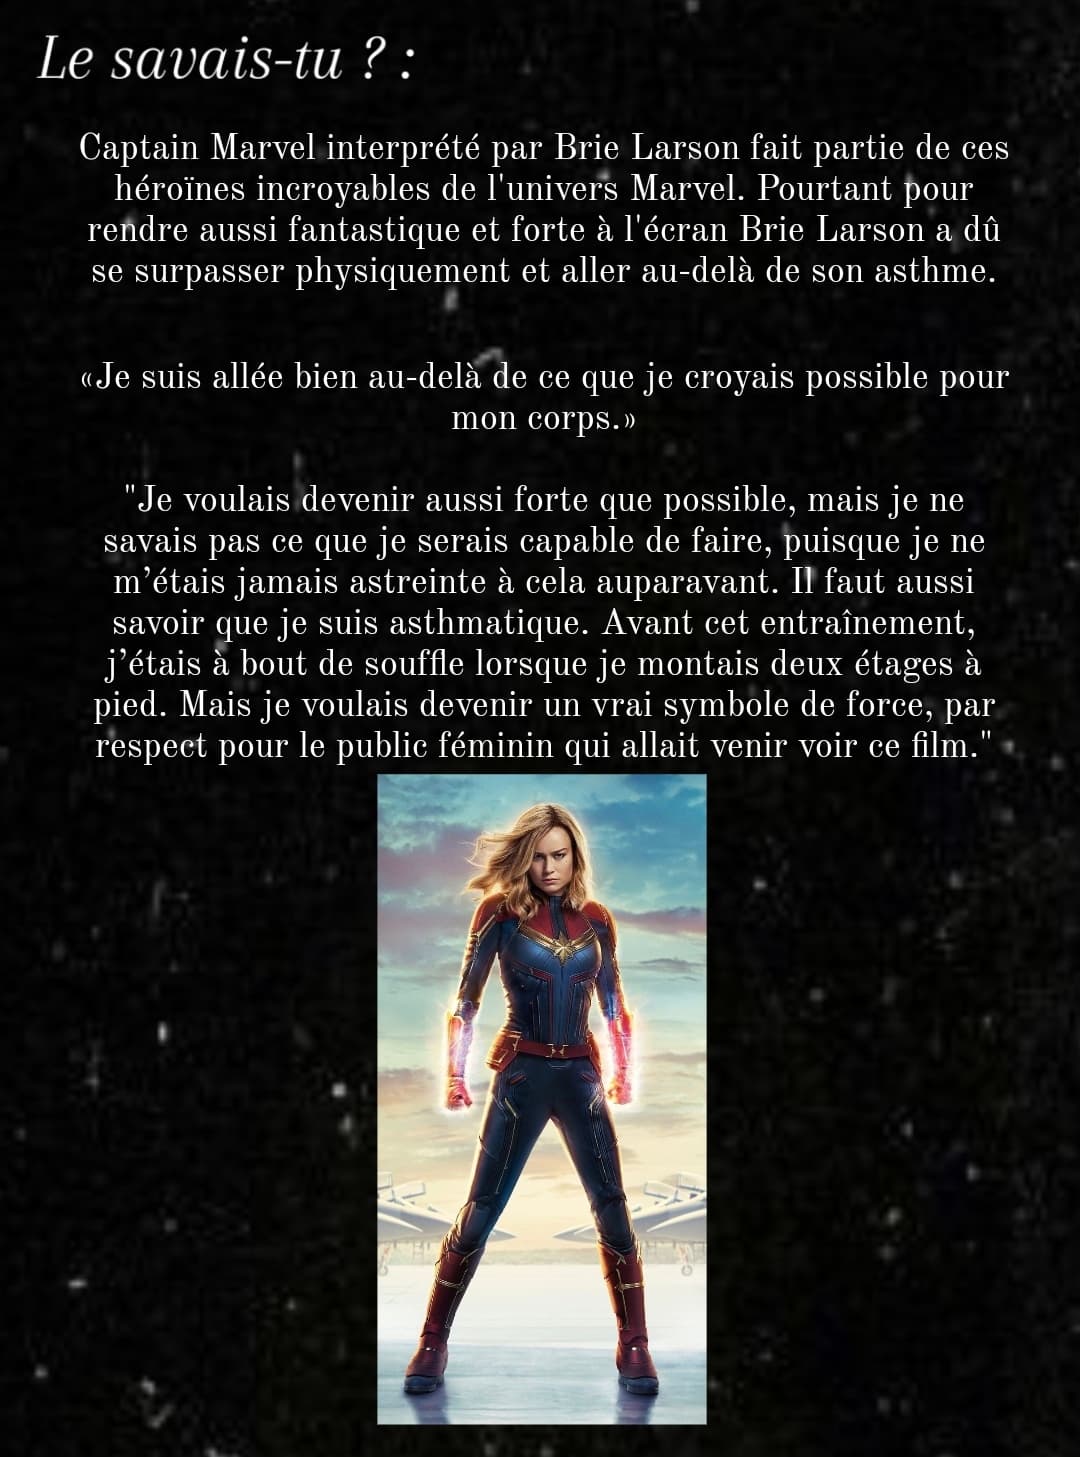 Le savais-tu ? :
Captain Marvel interprété par Brie Larson fait partie de ces
héroïnes incroyables de l'univers Marvel. Pourtant pour
rendre aussi fantastique et forte à l'écran Brie Larson a dû
se surpasser physiquement et aller au-delà de son asthme.
«Je suis allée bien au-delà de ce que je croyais possible pour
mon corps.»
"Je voulais devenir aussi forte que possible, mais je ne
savais pas ce que je serais capable de faire, puisque je ne
m’étais jamais astreinte à cela auparavant. Il faut aussi
savoir que je suis asthmatique. Avant cet entraînement,
j’étais à bout de souffle lorsque je montais deux étages à
pied. Mais je voulais devenir un vrai symbole de force, par
respect pour le public féminin qui allait venir voir ce film."